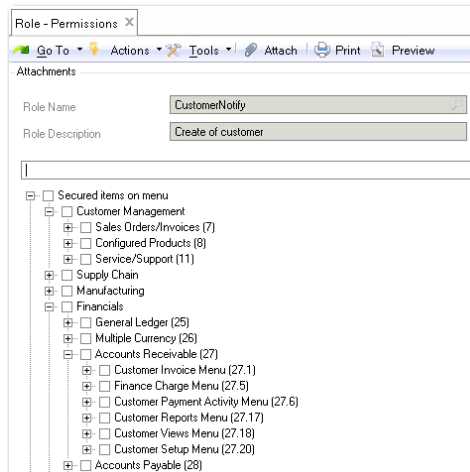 Role - Permissions
Go To Actions Tools Attach Print Preview
Attachments
Role Name CustomerNotify
Role Description Create of customer
Secured items on menu
Customer Management
Sales Orders/Invoices (7)
Configured Products (8)
Service/Support (11)
Supply Chain
Manufacturing
Financials
General Ledger (25)
Multiple Currency (26)
Accounts Receivable (27)
Customer Invoice Menu (27.1)
Finance Charge Menu (27.5)
Customer Payment Activity Menu (27.6)
Customer Reports Menu (27.17)
Customer Views Menu (27.18)
Customer Setup Menu (27.20)
Accounts Payable (28)